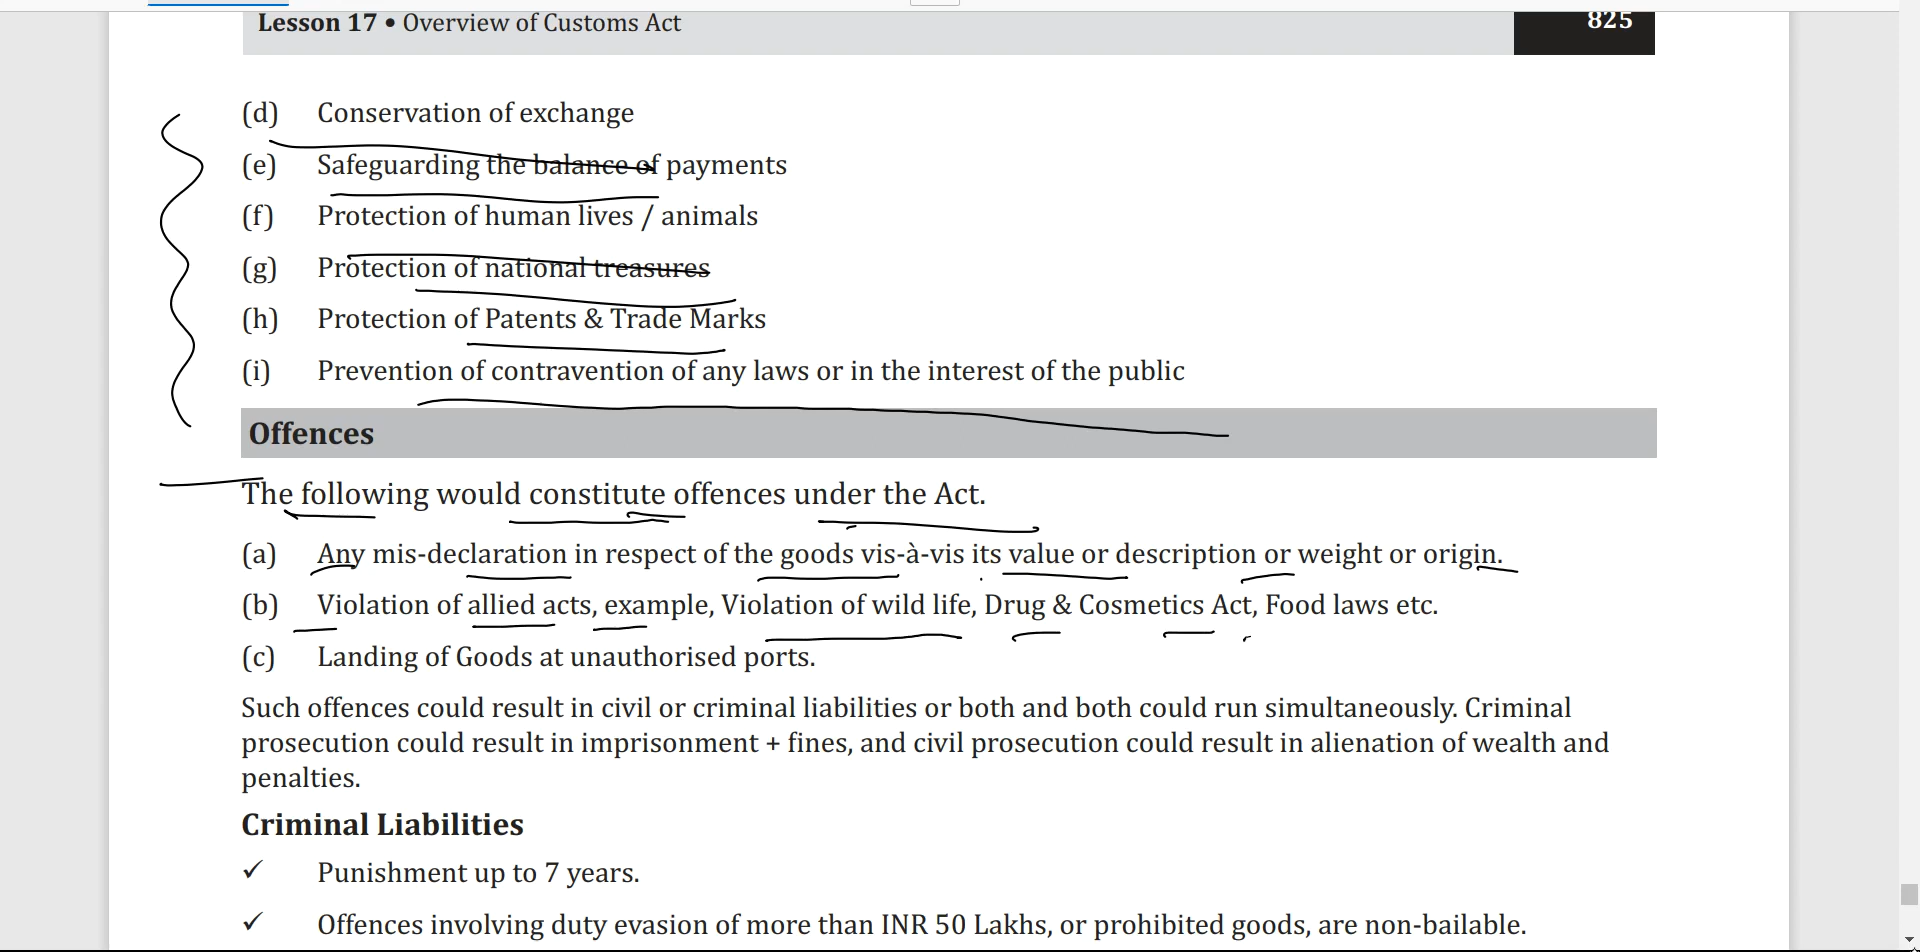 Lesson 17 • Overview of Customs Act
825
(d) Conservation of exchange
(e) Safeguarding the balance of payments
(f) Protection of human lives / animals
(g) Protection of national treasures
(h) Protection of Patents & Trade Marks
(i) Prevention of contravention of any laws or in the interest of the public
Offences
The following would constitute offences under the Act.
(a) Any mis-declaration in respect of the goods vis-à-vis its value or description or weight or origin.
(b) Violation of allied acts, example, Violation of wild life, Drug & Cosmetics Act, Food laws etc.
(c) Landing of Goods at unauthorised ports.
Such offences could result in civil or criminal liabilities or both and both could run simultaneously. Criminal
prosecution could result in imprisonment + fines, and civil prosecution could result in alienation of wealth and
penalties.
Criminal Liabilities
✓ Punishment up to 7 years.
✓ Offences involving duty evasion of more than INR 50 Lakhs, or prohibited goods, are non-bailable.